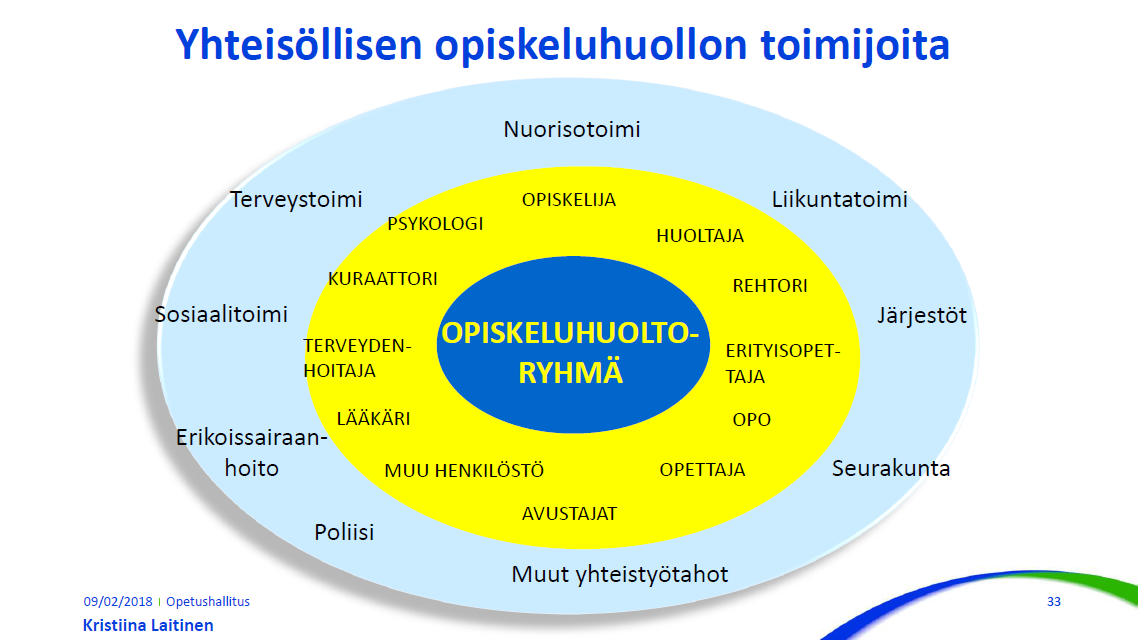 Yhteisöllisen opiskeluhuollon toimijoita
Nuorisotoimi
Terveystoimi
Liikuntatoimi
OPISKELIJA
PSYKOLOGI
HUOLTAJA
KURAATTORI
REHTORI
Sosiaalitoimi
Järjestöt
OPISKELUHUOLTO-
RYHMÄ
TERVEYDEN-
HOITAJA
ERITYISOPET-
TAJA
LÄÄKÄRI
OPO
Erikoissairaan-
hoito
MUU HENKILÖSTÖ
OPETTAJA
Seurakunta
AVUSTAJAT
Poliisi
Muut yhteistyötahot
09/02/2018 | Opetushallitus
33
Kristiina Laitinen